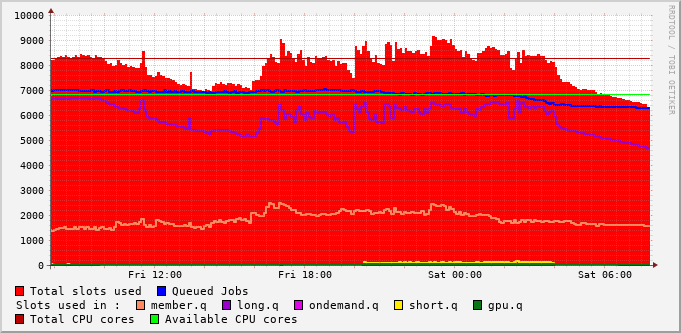 10000
9000
8000
7000
6000
5000
4000
3000
2000
1000
0
Fri 12:00 Fri 18:00 Sat 00:00 Sat 06:00
RRDTOOL / TOBI OETIKER
Total slots used Queued Jobs
Slots used in : member.q long.q ondemand.q short.q gpu.q
Total CPU cores Available CPU cores